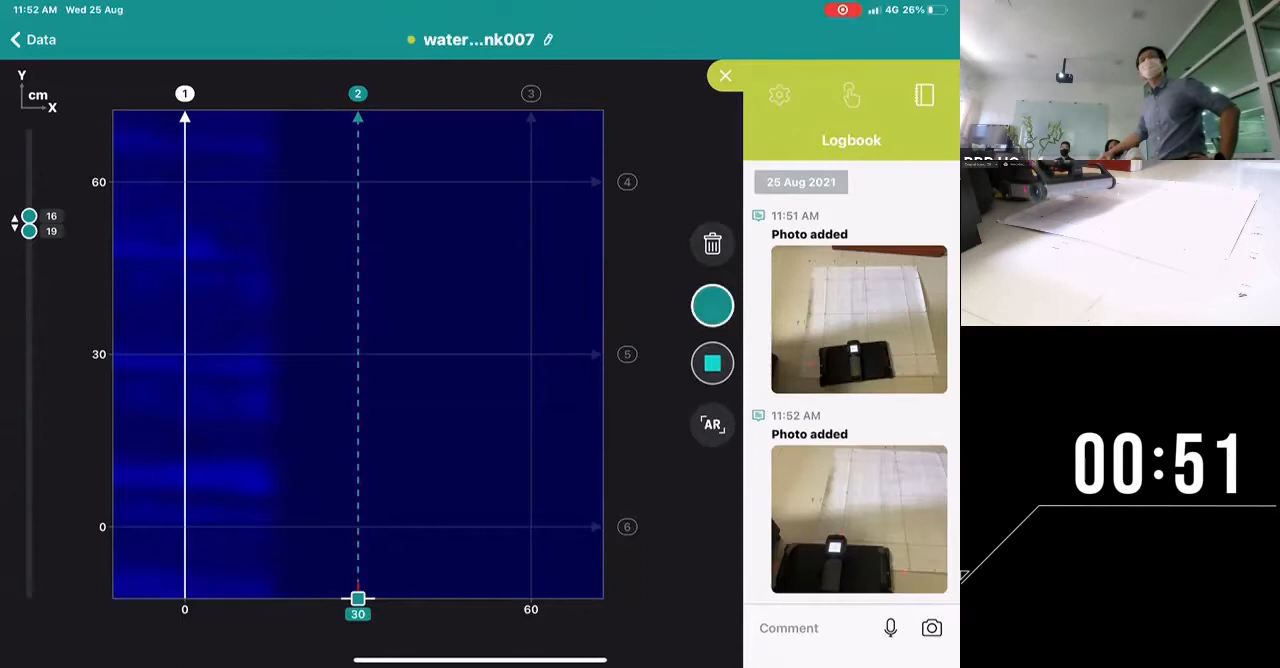 11:52 AM Wed 25 Aug
4G 26%
Data
water...nk007
Y
cm
X
1
2
3
60
4
16
19
30
5
0
6
0
30
60
AR
Logbook
25 Aug 2021
11:51 AM
Photo added
11:52 AM
Photo added
Comment
00:51